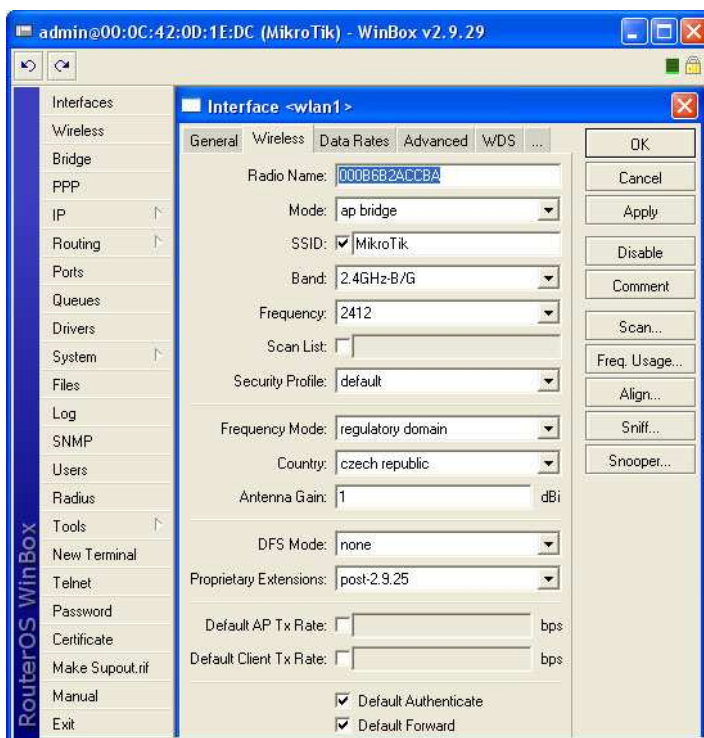 admin@00:0C:42:0D:1E:DC (MikroTik) - WinBox v2.9.29
RouterOS WinBox
Interfaces
Wireless
Bridge
PPP
IP
Routing
Ports
Queues
Drivers
System
Files
Log
SNMP
Users
Radius
Tools
New Terminal
Telnet
Password
Certificate
Make Supout.rif
Manual
Exit
Interface <wlan1>
General Wireless Data Rates Advanced WDS ...
Radio Name: 000B6B2ACCBA
Mode: ap bridge
SSID: MikroTik
Band: 2.4GHz-B/G
Frequency: 2412
Scan List:
Security Profile: default
Frequency Mode: regulatory domain
Country: czech republic
Antenna Gain: 1 dBi
DFS Mode: none
Proprietary Extensions: post-2.9.25
Default AP Tx Rate: bps
Default Client Tx Rate: bps
Default Authenticate
Default Forward
OK
Cancel
Apply
Disable
Comment
Scan...
Freq. Usage...
Align...
Sniff...
Snooper...